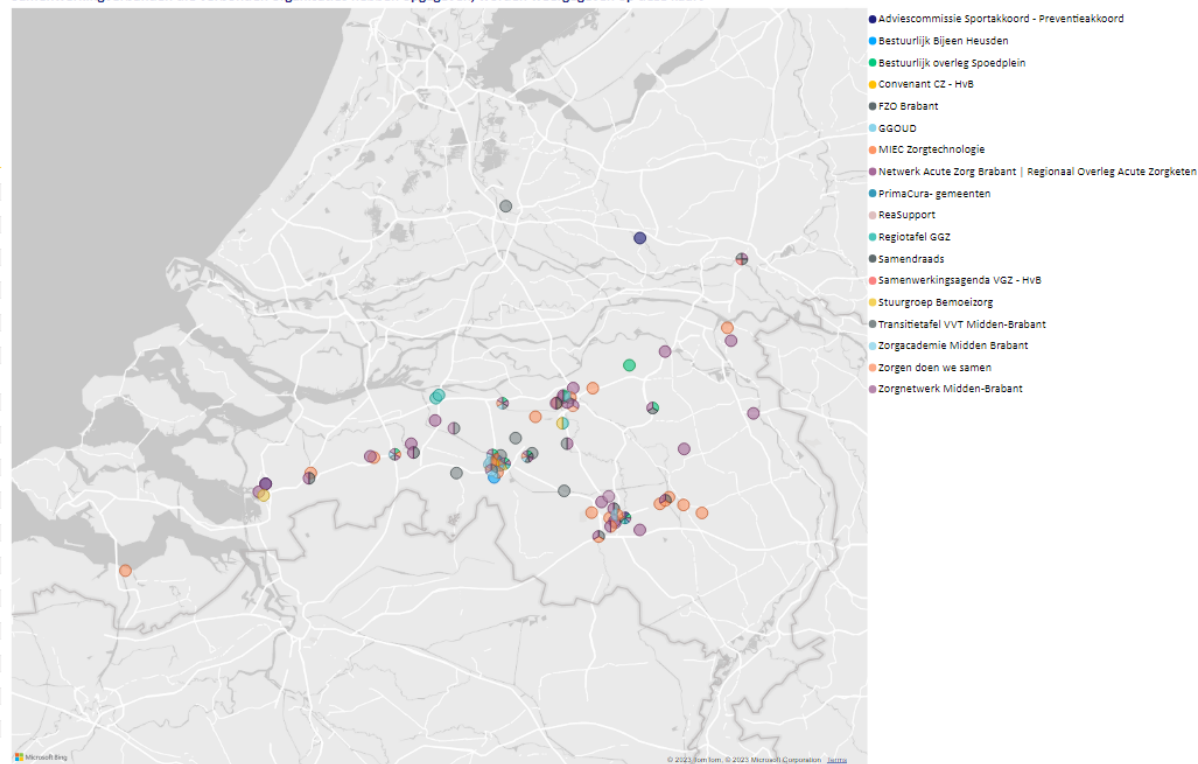 Adviescommissie Sportakkoord - Preventieakkoord
Bestuurlijk Bijeen Heusden
Bestuurlijk overleg Spoedplein
Convenant CZ - HvB
FZO Brabant
GGOUD
MIEC Zorgtechnologie
Netwerk Acute Zorg Brabant | Regionaal Overleg Acute Zorgketen
PrimaCura- gemeenten
ReaSupport
Regiotafel GGZ
Samendraads
Samenwerkingsagenda VGZ - HvB
Stuurgroep Bemoeizorg
Transitietafel VVT Midden-Brabant
Zorgacademie Midden Brabant
Zorgen doen we samen
Zorgnetwerk Midden-Brabant
Microsoft Bing
© 2023 TomTom, © 2023 Microsoft Corporation Terms